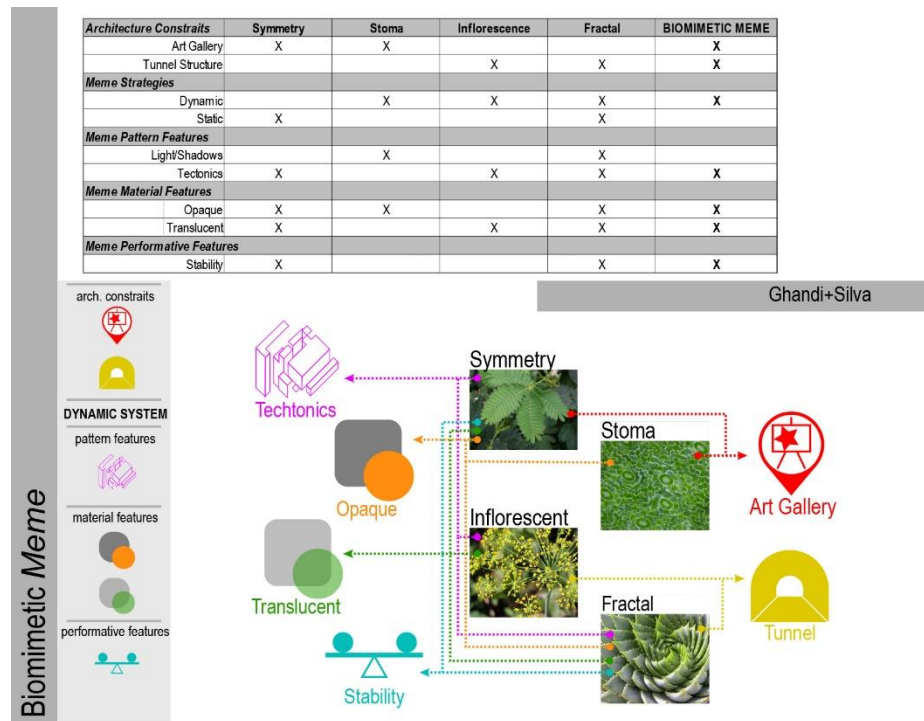 Architecture Constraits Symmetry Stoma Inflorescence Fractal BIOMIMETIC MEME
Art Gallery X X X
Tunnel Structure X X X
Meme Strategies
Dynamic X X X X
Static X X
Meme Pattern Features
Light/Shadows X X
Tectonics X X X X
Meme Material Features
Opaque X X X X
Translucent X X X X
Meme Performative Features
Stability X X X
Ghandi+Silva
arch. constraits
DYNAMIC SYSTEM
pattern features
material features
performative features
Biomimetic Meme
Symmetry
Techtonics
Stoma
Opaque
Art Gallery
Inflorescent
Translucent
Fractal
Tunnel
Stability